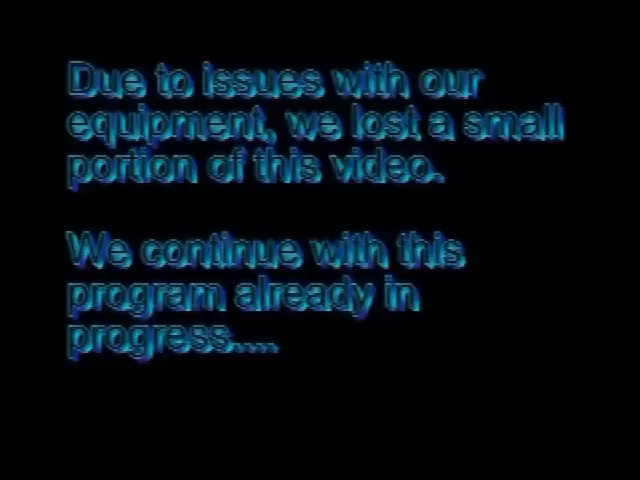 Due to issues with our
equipment, we lost a small
portion of this video.
We continue with this
program already in
progress....